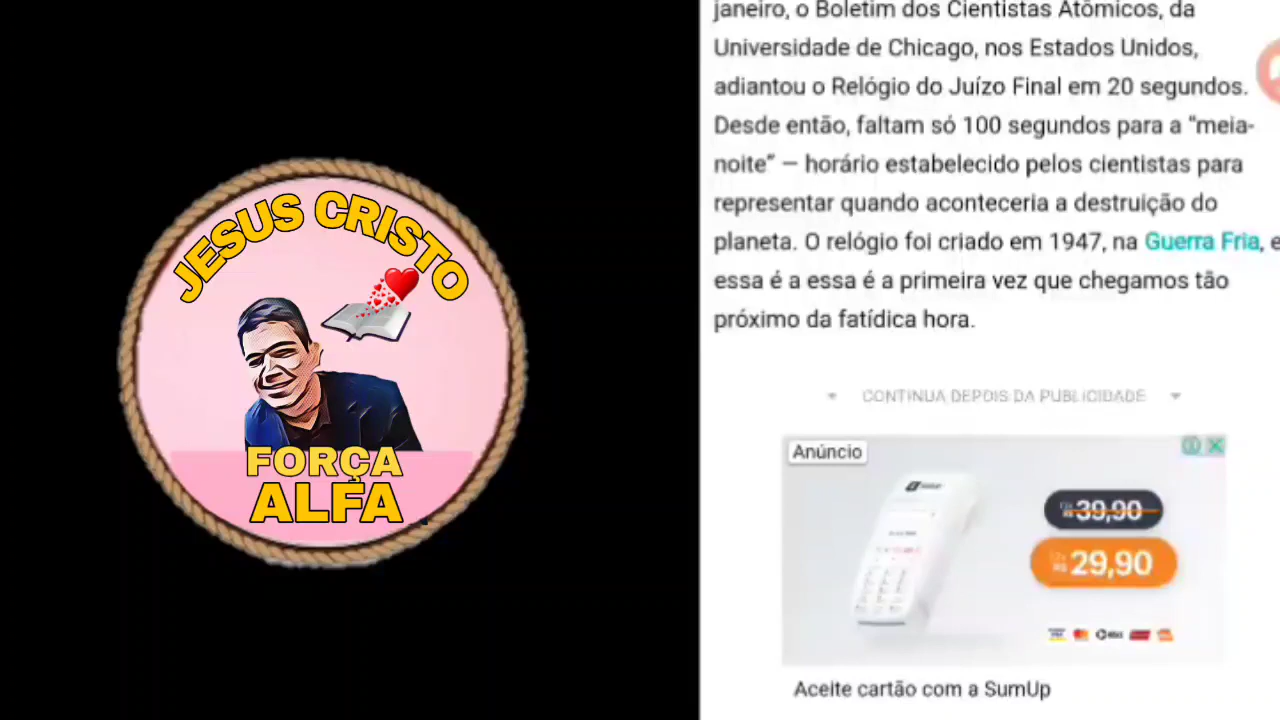 JESUS CRISTO
FORÇA
ALFA
janeiro, o Boletim dos Cientistas Atômicos, da
Universidade de Chicago, nos Estados Unidos,
adiantou o Relógio do Juízo Final em 20 segundos.
Desde então, faltam só 100 segundos para a "meia-
noite” — horário estabelecido pelos cientistas para
representar quando aconteceria a destruição do
planeta. O relógio foi criado em 1947, na Guerra Fria, e
essa é a essa é a primeira vez que chegamos tão
próximo da fatídica hora.
CONTINUA DEPOIS DA PUBLICIDADE
Anúncio
39,90
R$ 29,90
Aceite cartão com a SumUp